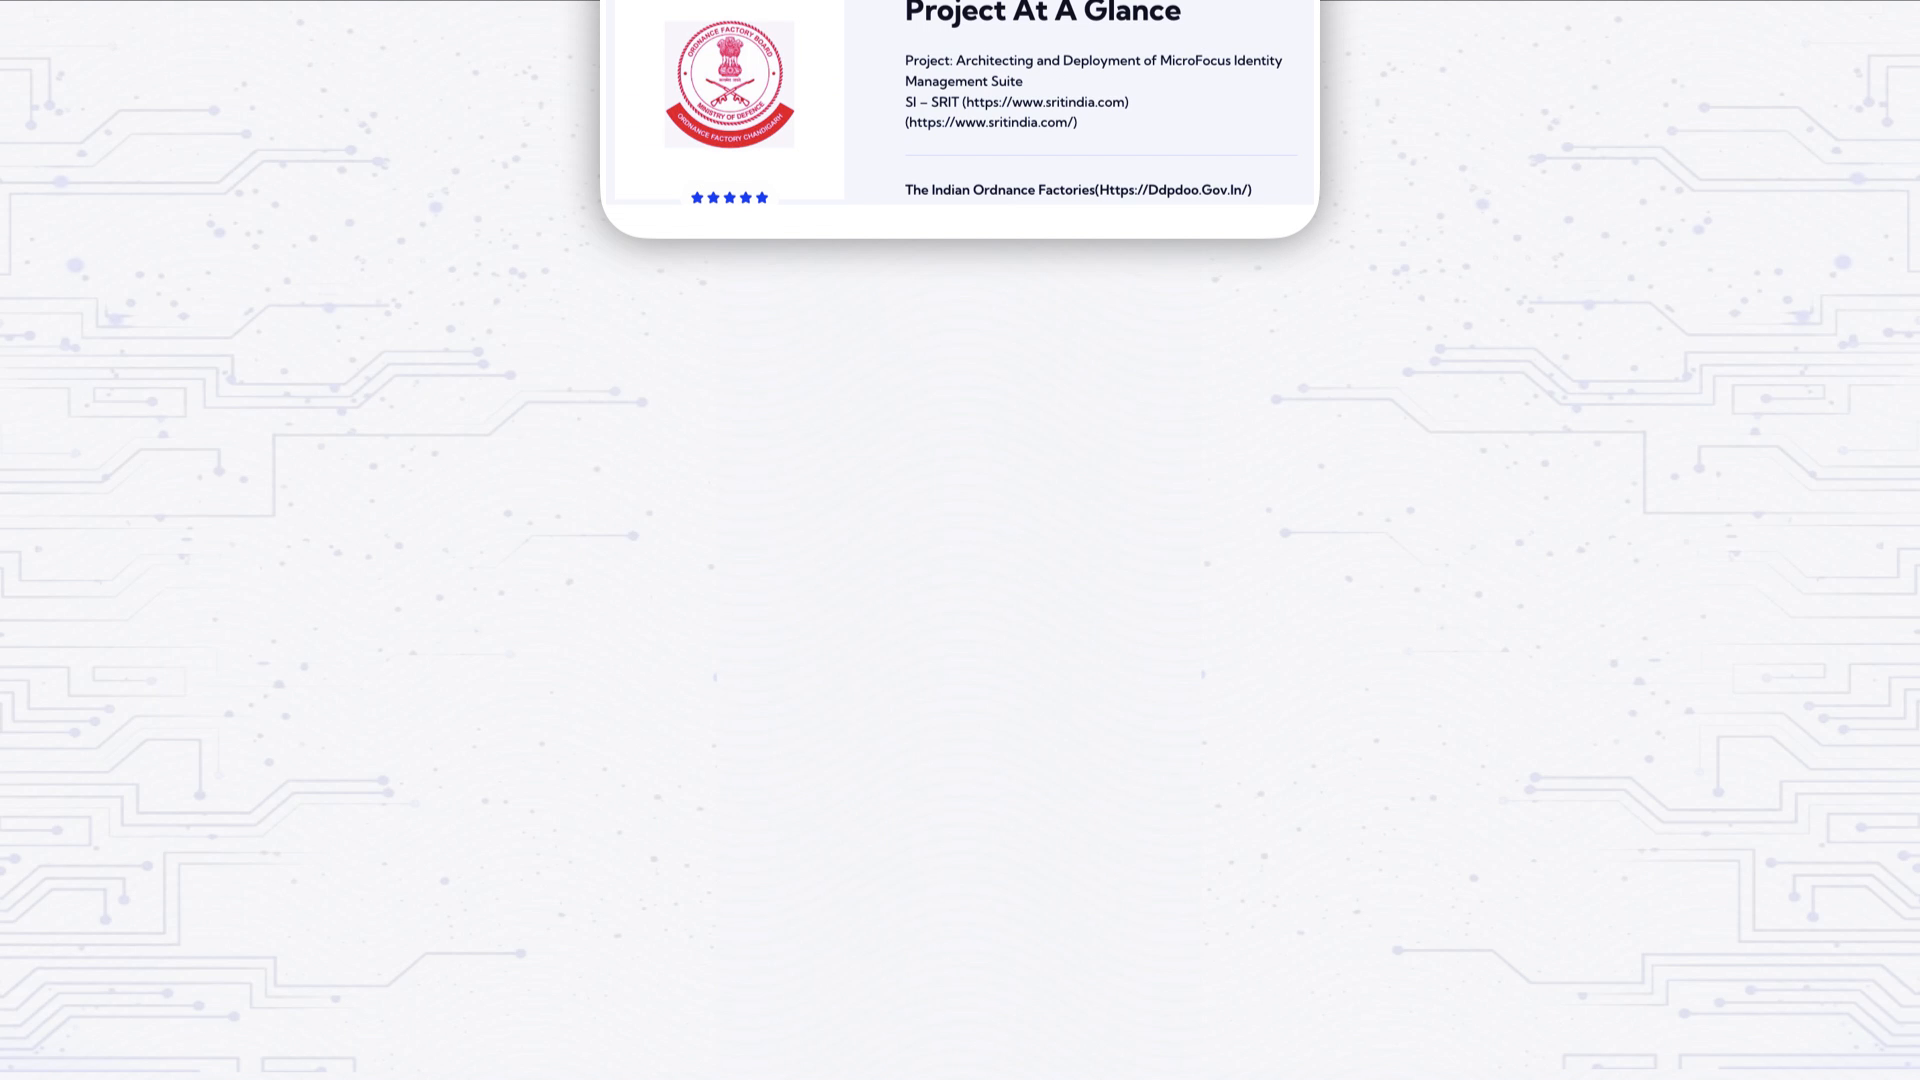 Project At A Glance
ORDNANCE FACTORY BOARD
MINISTRY OF DEFENCE
ORDNANCE FACTORY CHANDIGARH
Project: Architecting and Deployment of MicroFocus Identity
Management Suite
SI – SRIT (https://www.sritindia.com)
(https://www.sritindia.com/)
The Indian Ordnance Factories(Https://Ddpdoo.Gov.In/)